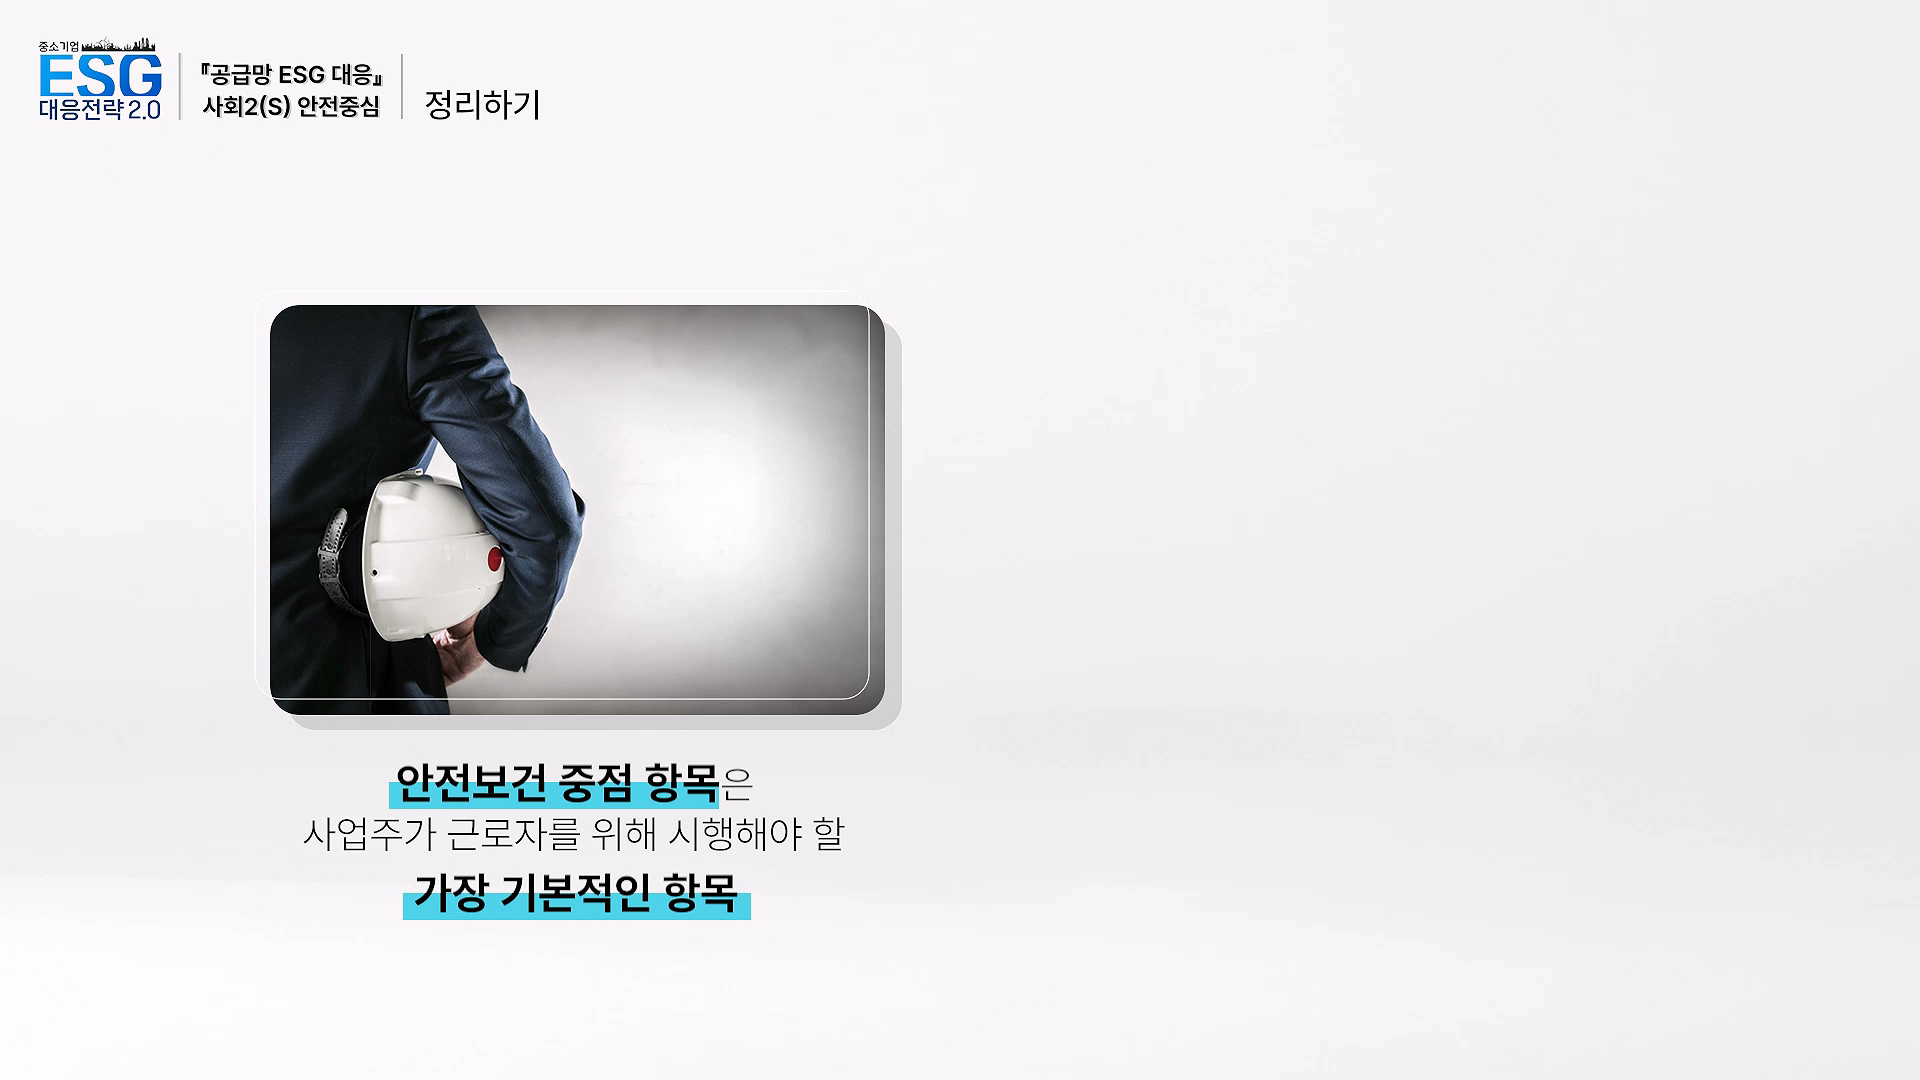 중소기업
ESG
대응전략 2.0
『공급망 ESG 대응』
사회2(S) 안전중심
정리하기
안전보건 중점 항목은
사업주가 근로자를 위해 시행해야 할
가장 기본적인 항목